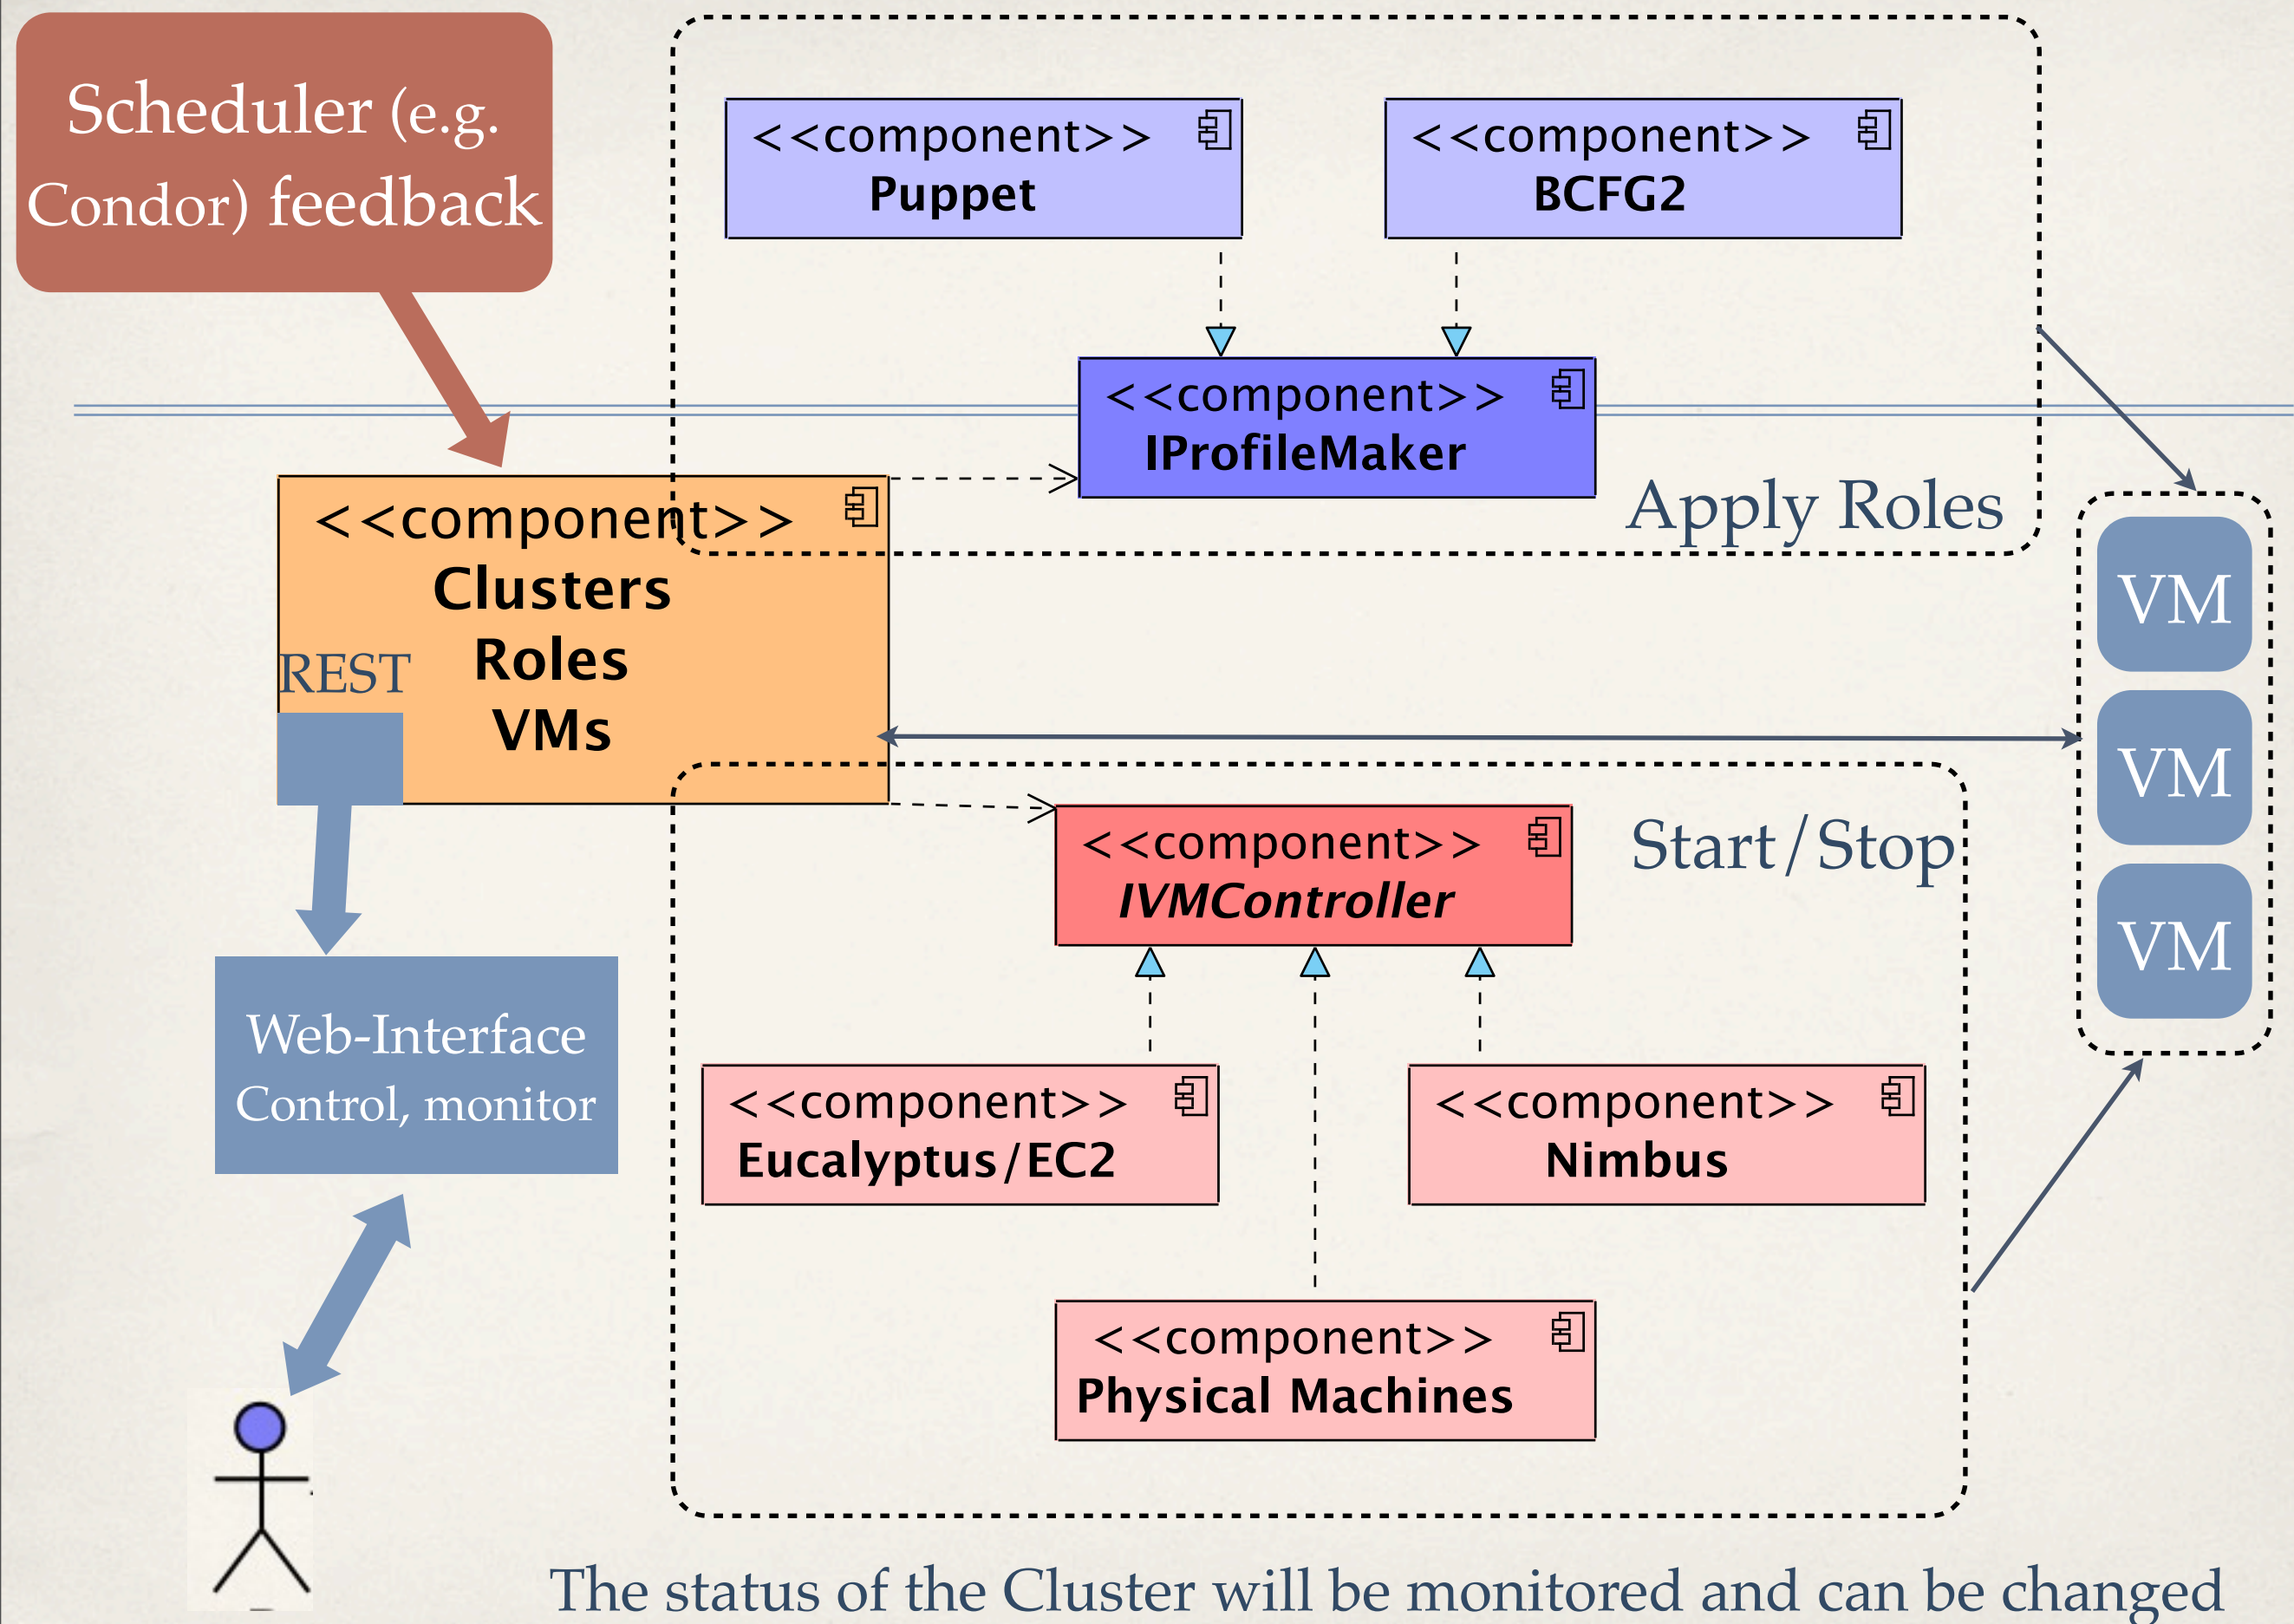 Scheduler (e.g.
Condor) feedback
<<component>>
Puppet
<<component>>
BCFG2
<<component>>
IProfileMaker
Apply Roles
<<component>>
Clusters
Roles
VMs
REST
VM
VM
VM
<<component>>
IVMController
Start/Stop
Web-Interface
Control, monitor
<<component>>
Eucalyptus/EC2
<<component>>
Nimbus
<<component>>
Physical Machines
The status of the Cluster will be monitored and can be changed